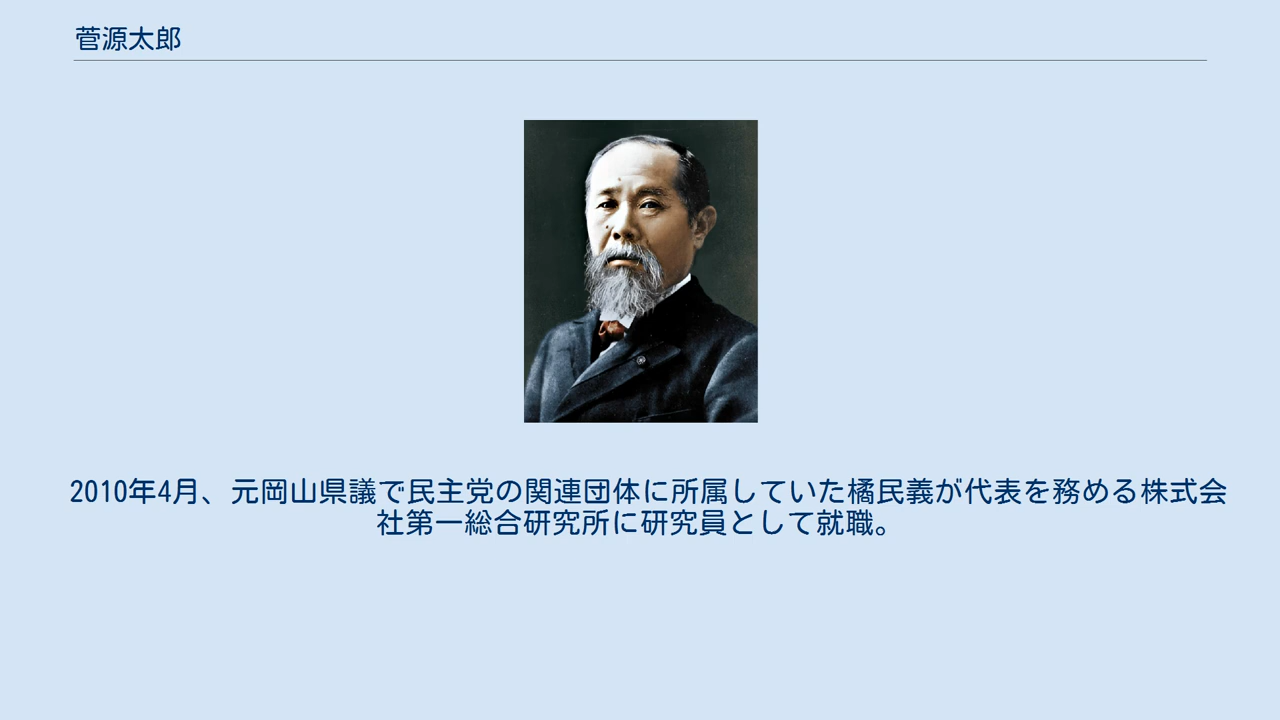 菅源太郎
2010年4月、元岡山県議で民主党の関連団体に所属していた橘民義が代表を務める株式会
社第一総合研究所に研究員として就職。